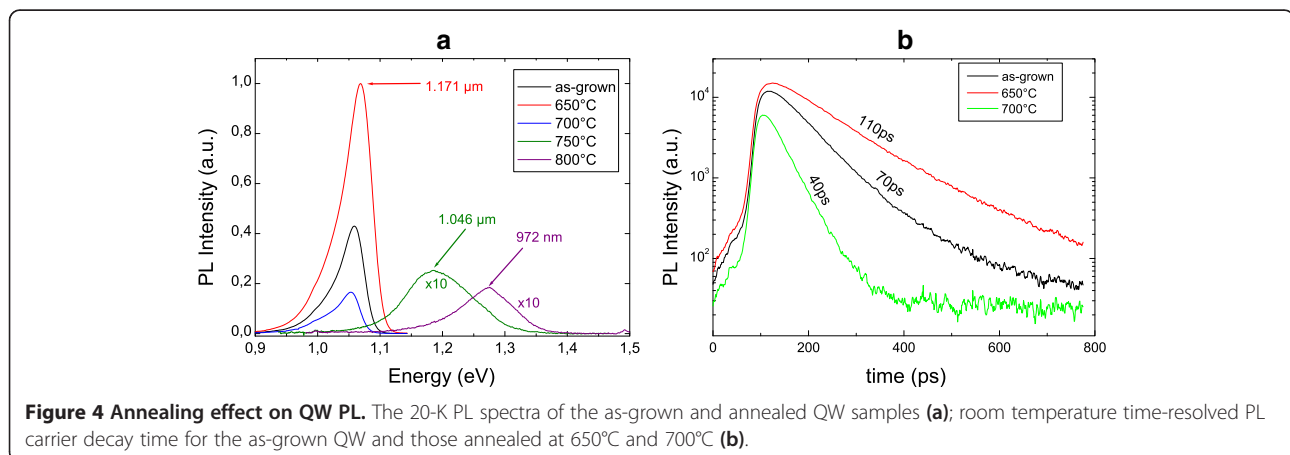 a
PL Intensity (a.u.)
1,0
0,8
0,6
0,4
0,2
0,0
0,9
1,0
1,1
1,2
1,3
1,4
1,5
Energy (eV)
1.171 µm
1.046 µm
x10
972 nm
x10
as-grown
650°C
700°C
750°C
800°C
b
PL Intensity (a.u.)
10⁴
10³
10²
0
200
400
600
800
time (ps)
110ps
70ps
40ps
as-grown
650°C
700°C
Figure 4 Annealing effect on QW PL. The 20-K PL spectra of the as-grown and annealed QW samples (a); room temperature time-resolved PL
carrier decay time for the as-grown QW and those annealed at 650°C and 700°C (b).